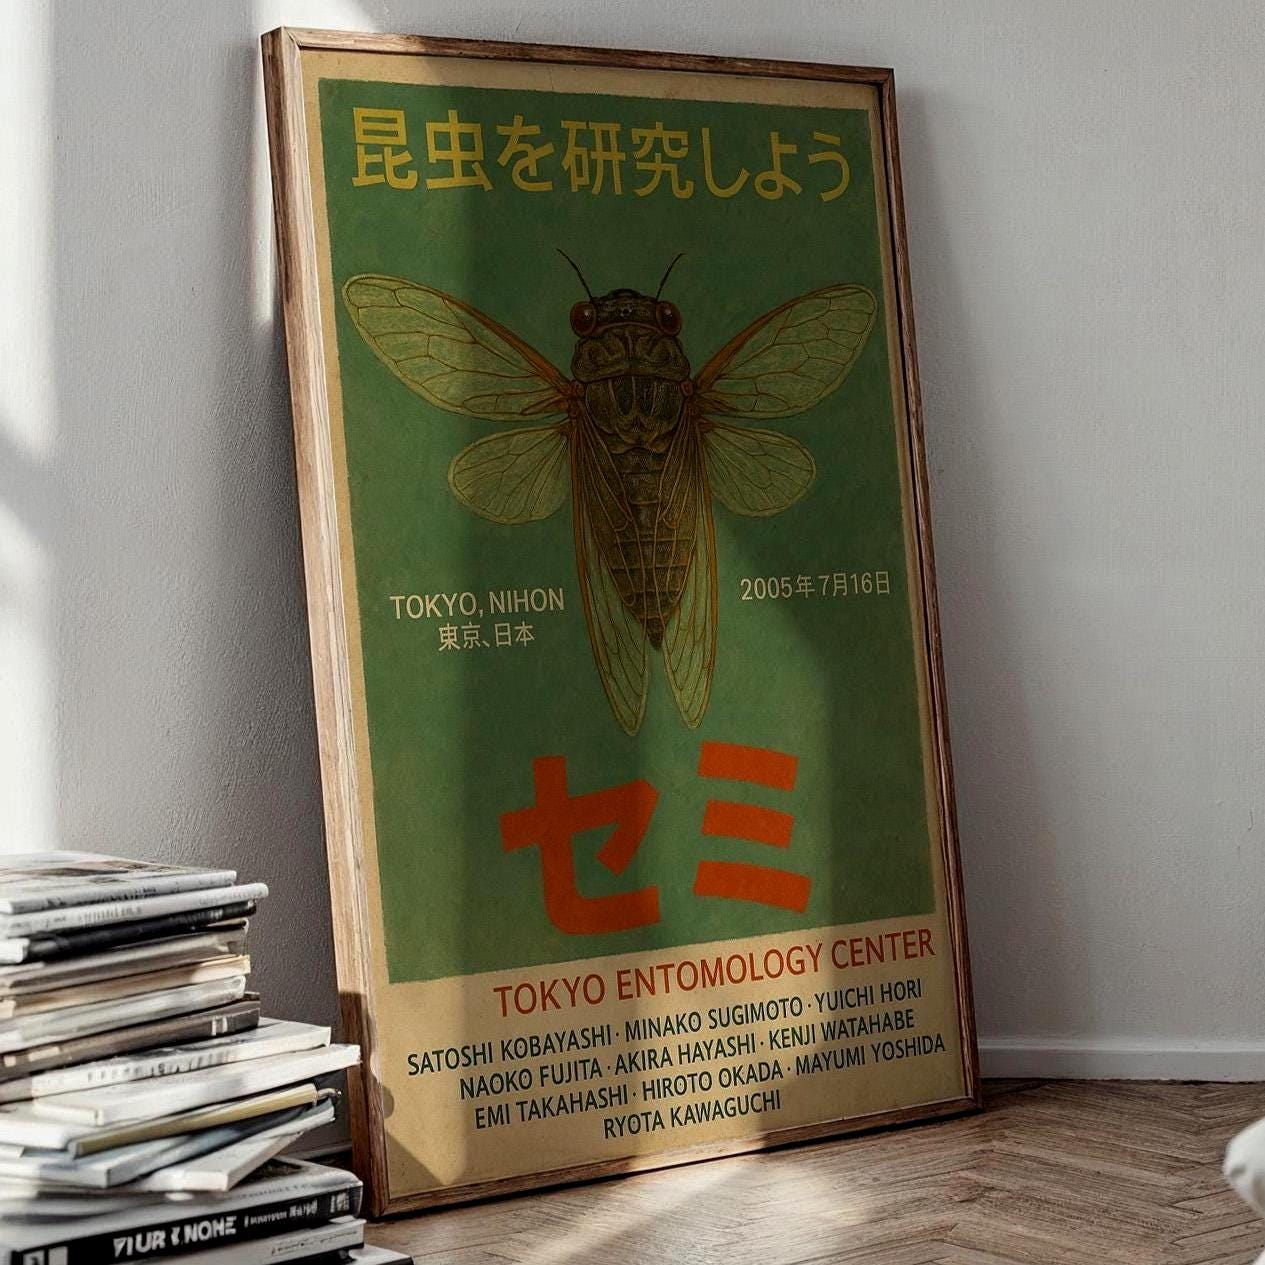 昆虫を研究しよう
TOKYO, NIHON
東京、日本
2005年7月16日
セミ
TOKYO ENTOMOLOGY CENTER
SATOSHI KOBAYASHI · MINAKO SUGIMOTO · YUICHI HORI
NAOKO FUJITA · AKIRA HAYASHI · KENJI WATAHABE
EMI TAKAHASHI · HIROTO OKADA · MAYUMI YOSHIDA
RYOTA KAWAGUCHI